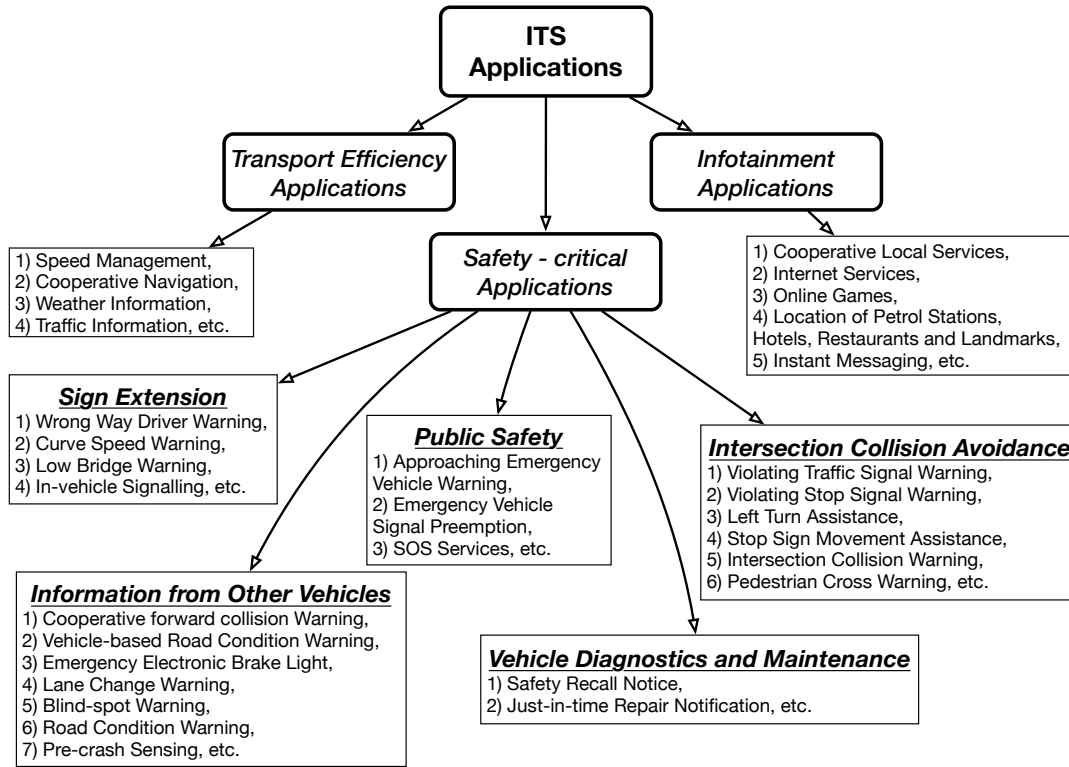 ITS
Applications
Transport Efficiency
Applications
Infotainment
Applications
Safety - critical
Applications
1) Speed Management,
2) Cooperative Navigation,
3) Weather Information,
4) Traffic Information, etc.
1) Cooperative Local Services,
2) Internet Services,
3) Online Games,
4) Location of Petrol Stations,
Hotels, Restaurants and Landmarks,
5) Instant Messaging, etc.
Sign Extension
1) Wrong Way Driver Warning,
2) Curve Speed Warning,
3) Low Bridge Warning,
4) In-vehicle Signalling, etc.
Public Safety
1) Approaching Emergency
Vehicle Warning,
2) Emergency Vehicle
Signal Preemption,
3) SOS Services, etc.
Intersection Collision Avoidance
1) Violating Traffic Signal Warning,
2) Violating Stop Signal Warning,
3) Left Turn Assistance,
4) Stop Sign Movement Assistance,
5) Intersection Collision Warning,
6) Pedestrian Cross Warning, etc.
Information from Other Vehicles
1) Cooperative forward collision Warning,
2) Vehicle-based Road Condition Warning,
3) Emergency Electronic Brake Light,
4) Lane Change Warning,
5) Blind-spot Warning,
6) Road Condition Warning,
7) Pre-crash Sensing, etc.
Vehicle Diagnostics and Maintenance
1) Safety Recall Notice,
2) Just-in-time Repair Notification, etc.